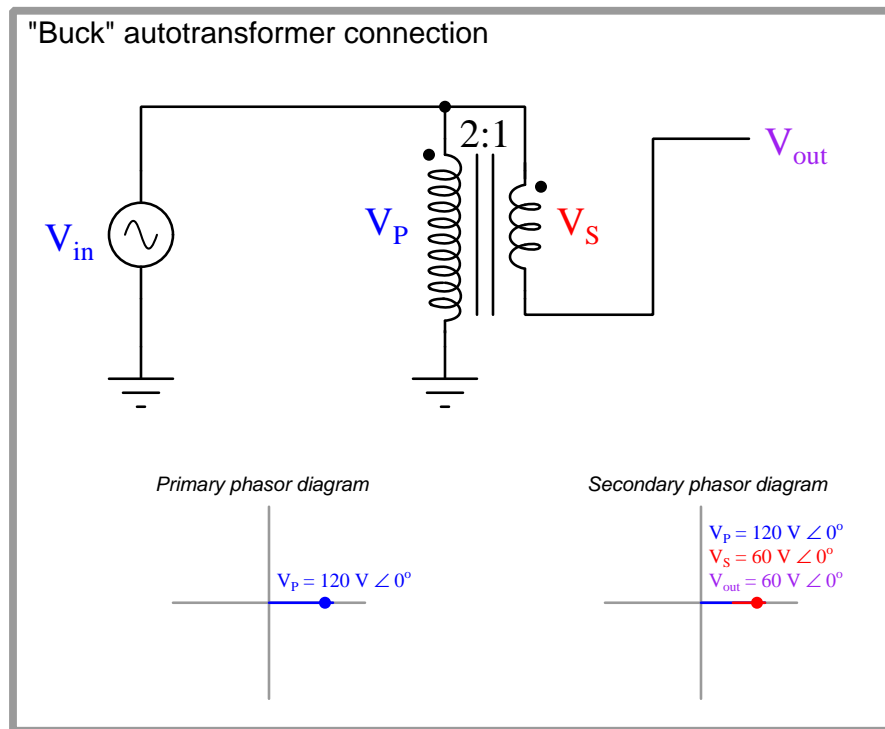 "Buck" autotransformer connection
2:1
V_out
V_in
V_P
V_S
Primary phasor diagram
Secondary phasor diagram
V_P = 120 V ∠ 0°
V_P = 120 V ∠ 0°
V_S = 60 V ∠ 0°
V_out = 60 V ∠ 0°